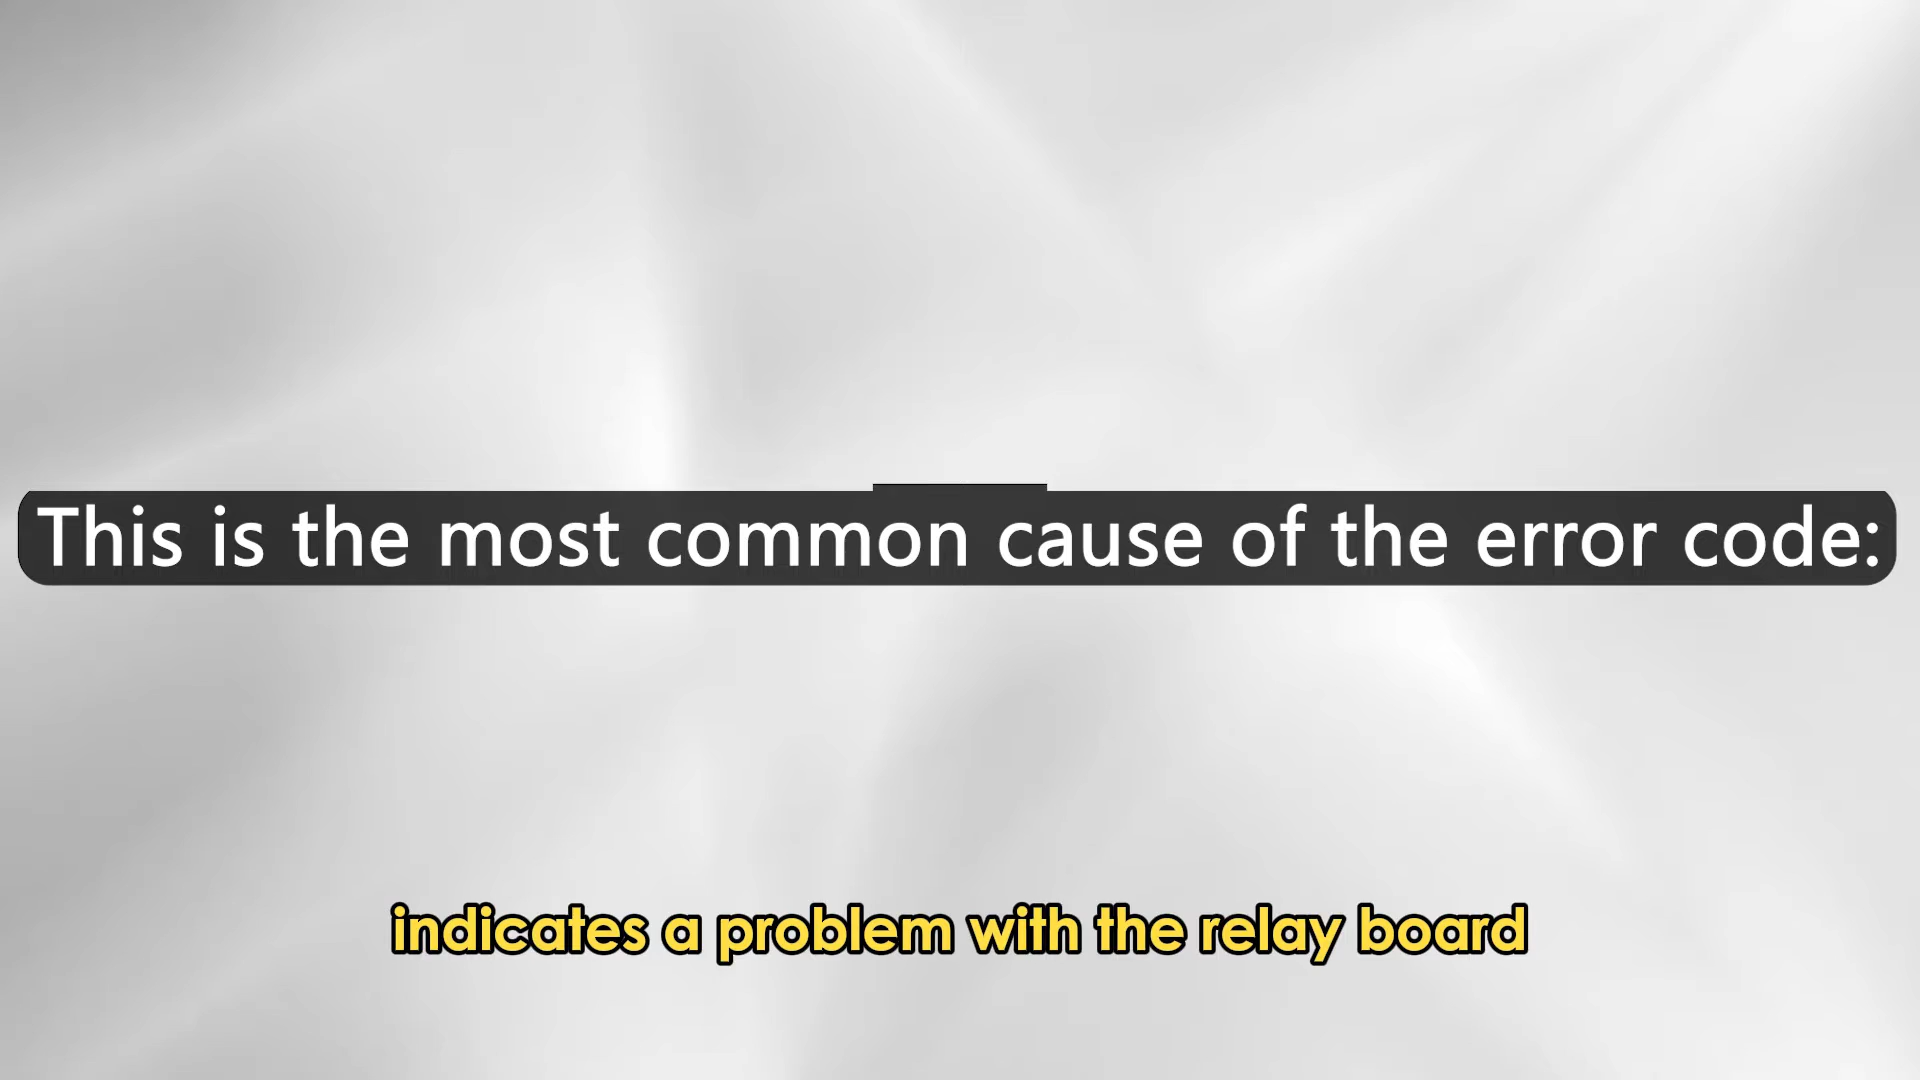 This is the most common cause of the error code:
indicates a problem with the relay board